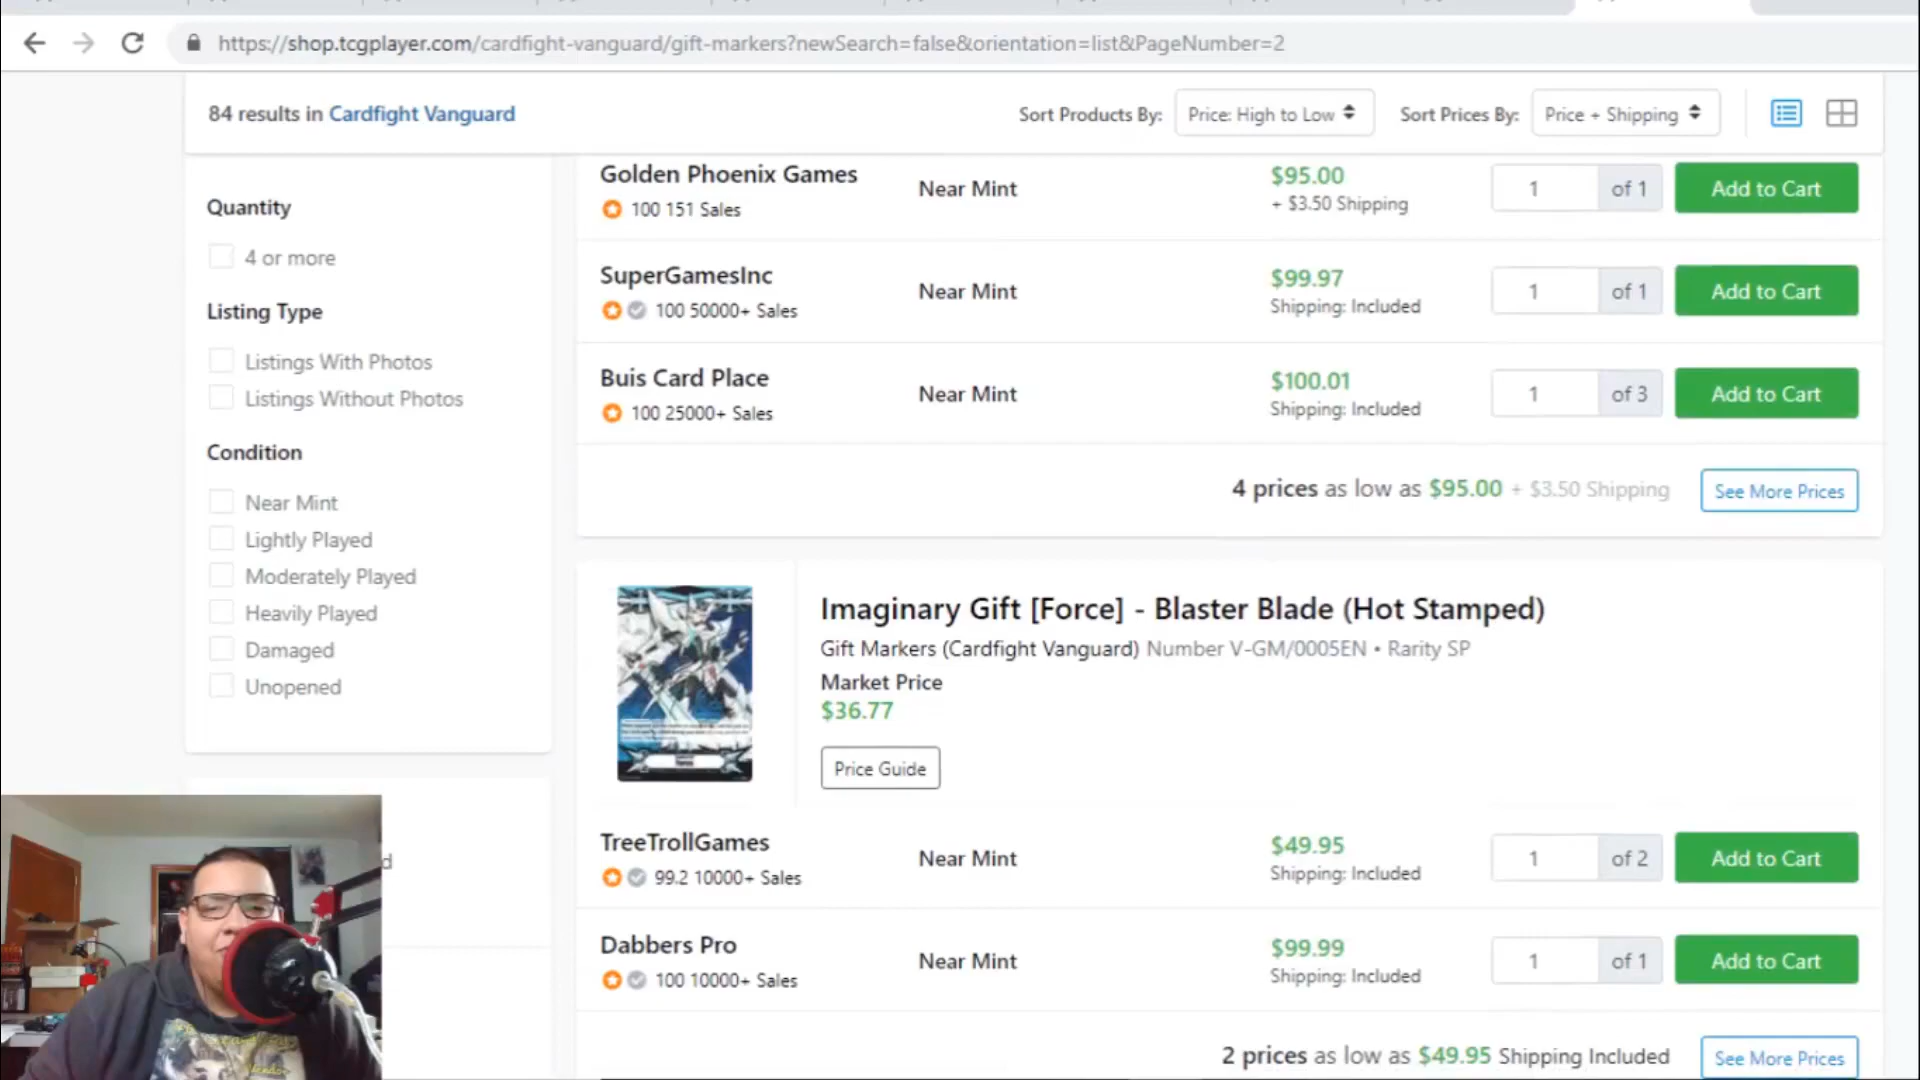 https://shop.tcgplayer.com/cardfight-vanguard/gift-markers?newSearch=false&orientation=list&PageNumber=2
84 results in Cardfight Vanguard
Sort Products By: Price: High to Low Sort Prices By: Price + Shipping
Quantity
4 or more
Listing Type
Listings With Photos
Listings Without Photos
Condition
Near Mint
Lightly Played
Moderately Played
Heavily Played
Damaged
Unopened
Golden Phoenix Games
100 151 Sales
Near Mint
$95.00
+ $3.50 Shipping
1 of 1
Add to Cart
SuperGamesInc
100 50000+ Sales
Near Mint
$99.97
Shipping: Included
1 of 1
Add to Cart
Buis Card Place
100 25000+ Sales
Near Mint
$100.01
Shipping: Included
1 of 3
Add to Cart
4 prices as low as $95.00 + $3.50 Shipping
See More Prices
Imaginary Gift [Force] - Blaster Blade (Hot Stamped)
Gift Markers (Cardfight Vanguard) Number V-GM/0005EN • Rarity SP
Market Price
$36.77
Price Guide
TreeTrollGames
99.2 10000+ Sales
Near Mint
$49.95
Shipping: Included
1 of 2
Add to Cart
Dabbers Pro
100 10000+ Sales
Near Mint
$99.99
Shipping: Included
1 of 1
Add to Cart
2 prices as low as $49.95 Shipping Included
See More Prices